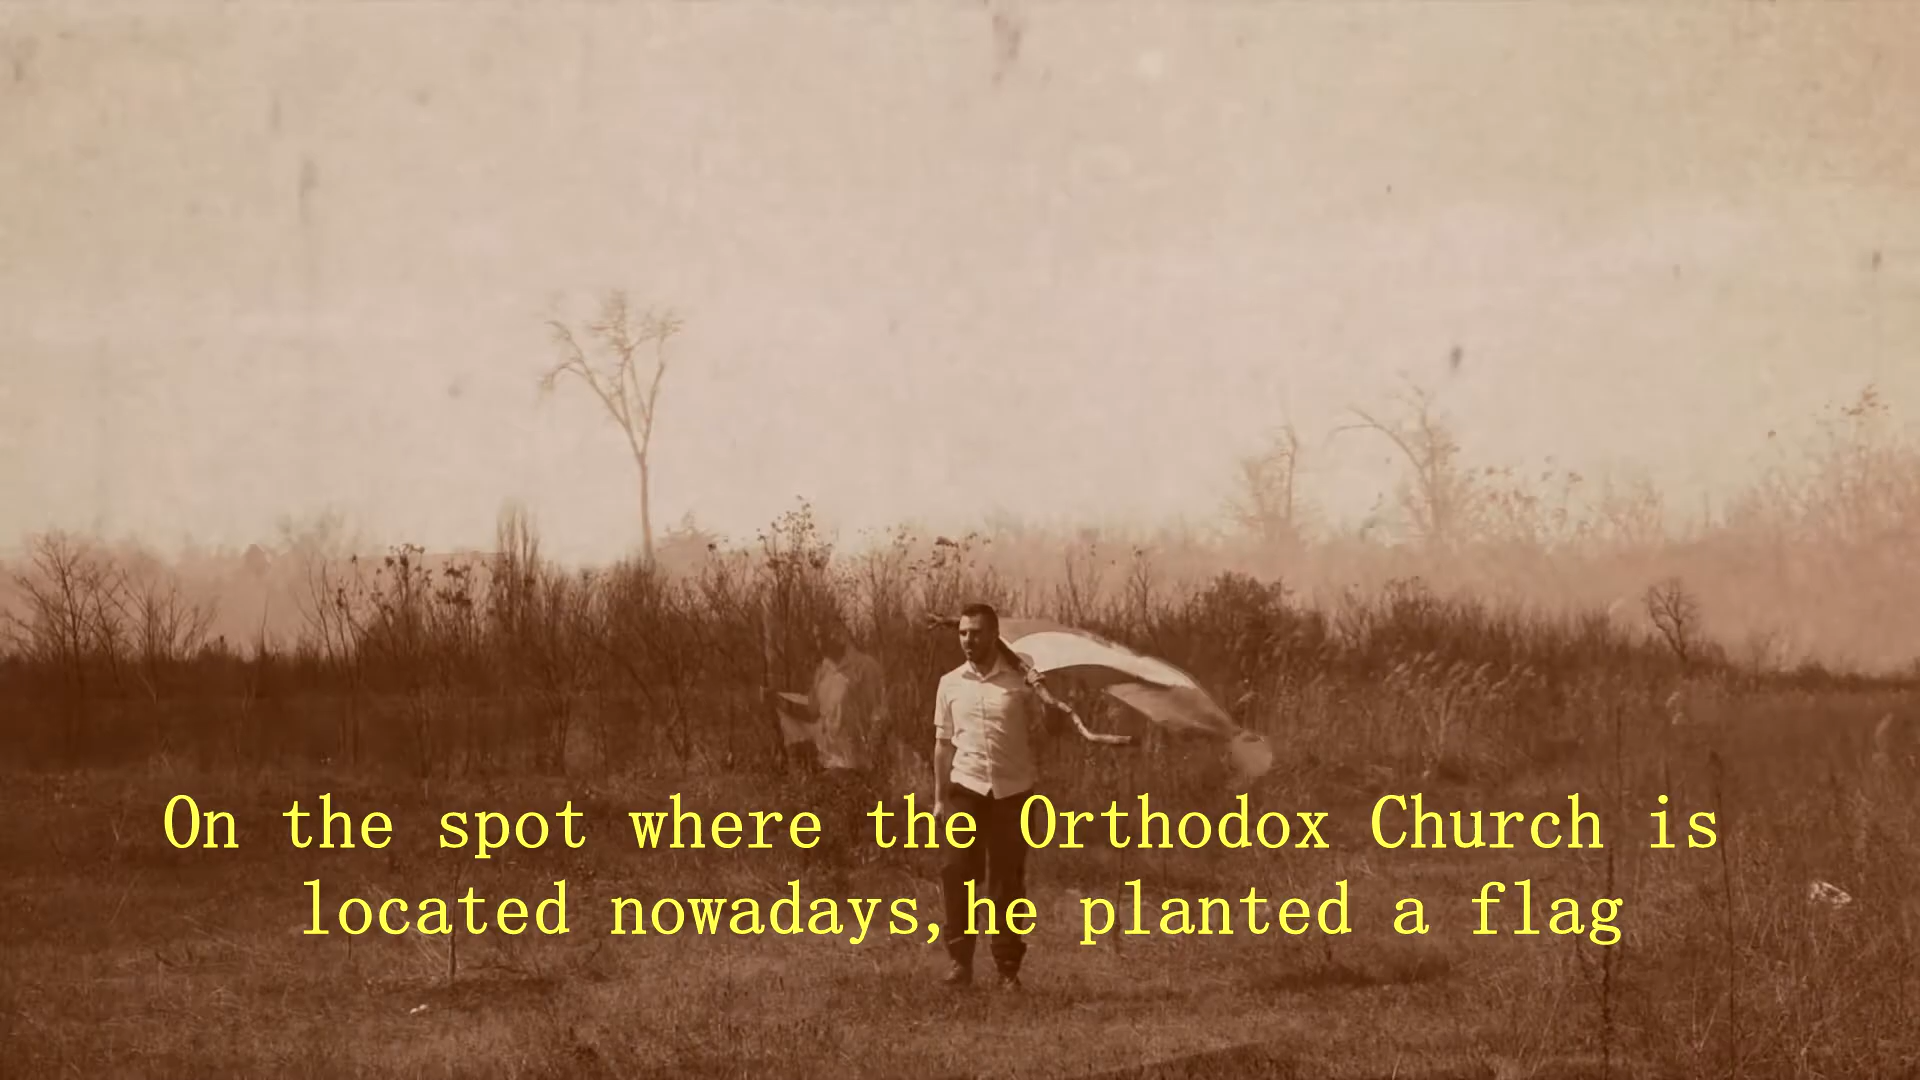 On the spot where the Orthodox Church is
located nowadays,he planted a flag